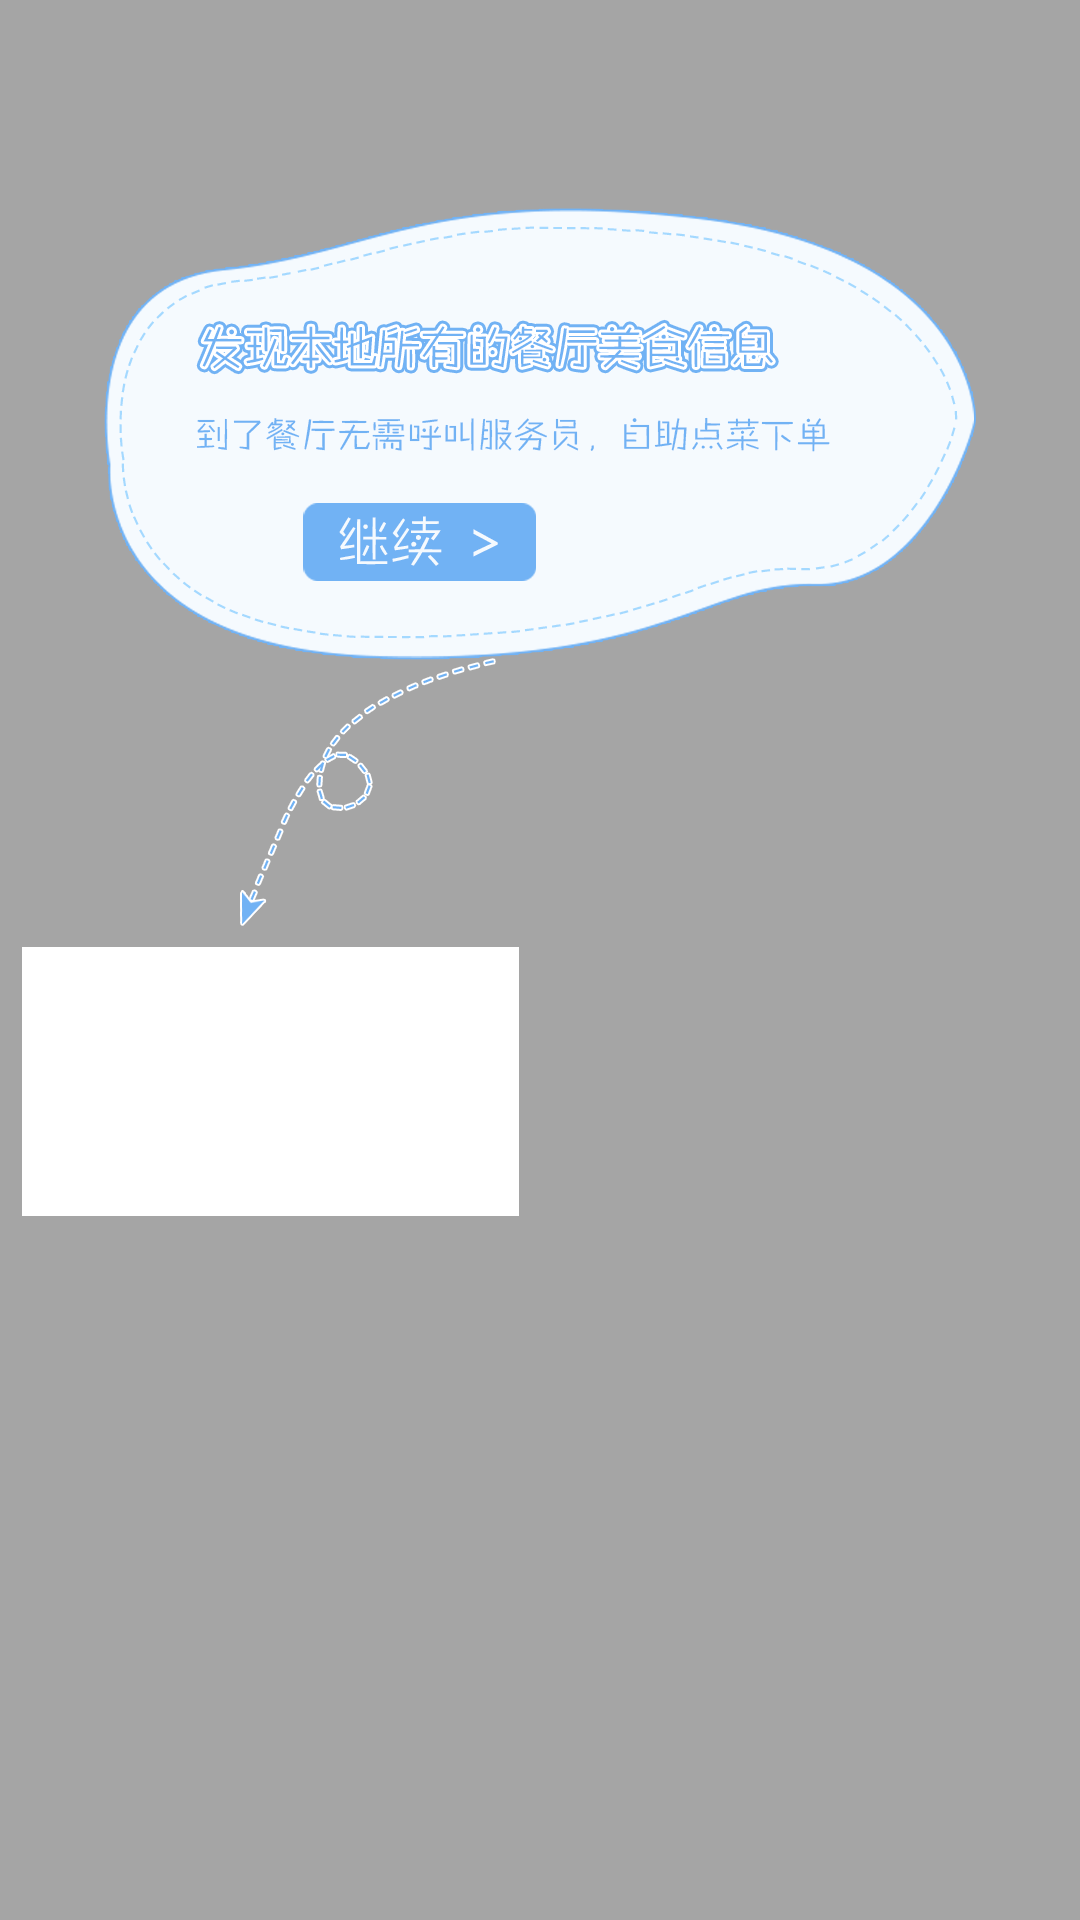 发现本地所有的餐厅美食信息
到了餐厅无需呼叫服务员，自助点菜下单
继续 >